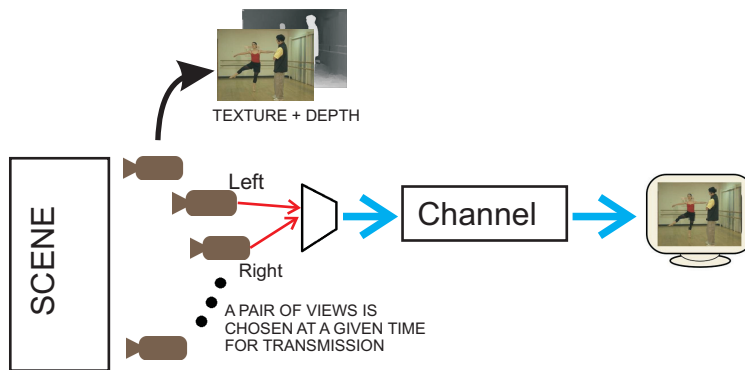 TEXTURE + DEPTH
SCENE
Left
Right
Channel
A PAIR OF VIEWS IS
CHOSEN AT A GIVEN TIME
FOR TRANSMISSION